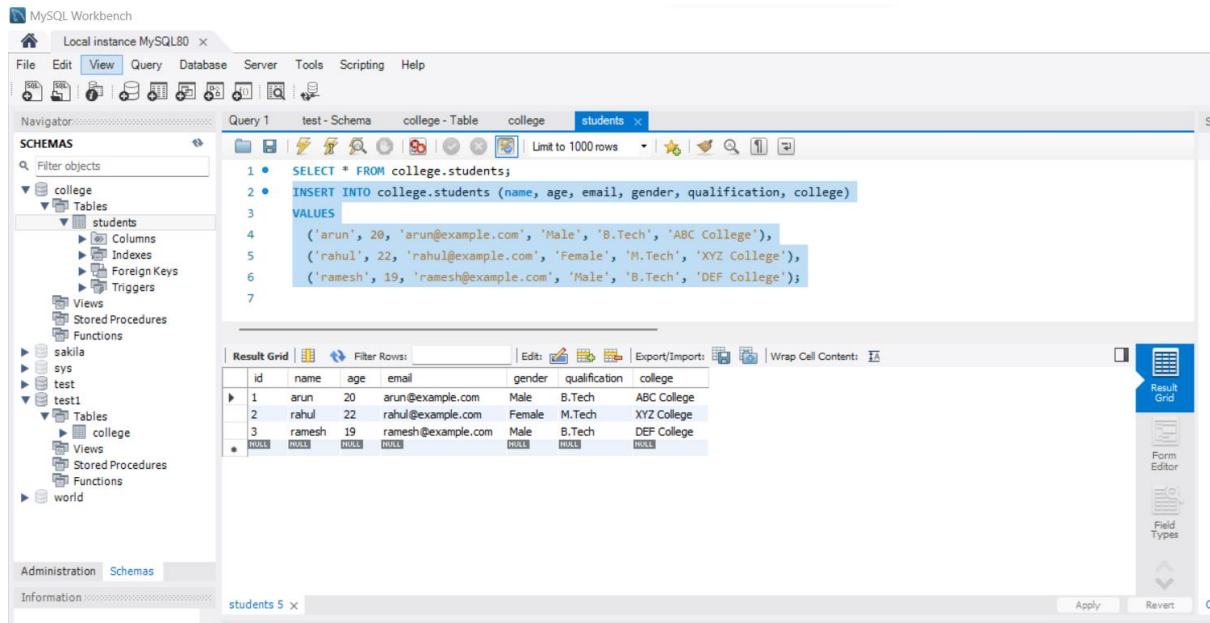 MySQL Workbench
Local instance MySQL80 ×
File Edit View Query Database Server Tools Scripting Help
Navigator
SCHEMAS
Filter objects
college
Tables
students
Columns
Indexes
Foreign Keys
Triggers
Views
Stored Procedures
Functions
sakila
sys
test
test1
Tables
college
Views
Stored Procedures
Functions
world
Administration Schemas
Information
Query 1 test - Schema college - Table college students ×
Limit to 1000 rows
1 SELECT * FROM college.students;
2 INSERT INTO college.students (name, age, email, gender, qualification, college)
3 VALUES
4 ('arun', 20, 'arun@example.com', 'Male', 'B.Tech', 'ABC College'),
5 ('rahul', 22, 'rahul@example.com', 'Female', 'M.Tech', 'XYZ College'),
6 ('ramesh', 19, 'ramesh@example.com', 'Male', 'B.Tech', 'DEF College');
7
Result Grid Filter Rows: Edit: Export/Import: Wrap Cell Content:
id name age email gender qualification college
1 arun 20 arun@example.com Male B.Tech ABC College
2 rahul 22 rahul@example.com Female M.Tech XYZ College
3 ramesh 19 ramesh@example.com Male B.Tech DEF College
NULL NULL NULL NULL NULL NULL NULL
Result
Grid
Form
Editor
Field
Types
students 5 ×
Apply Revert